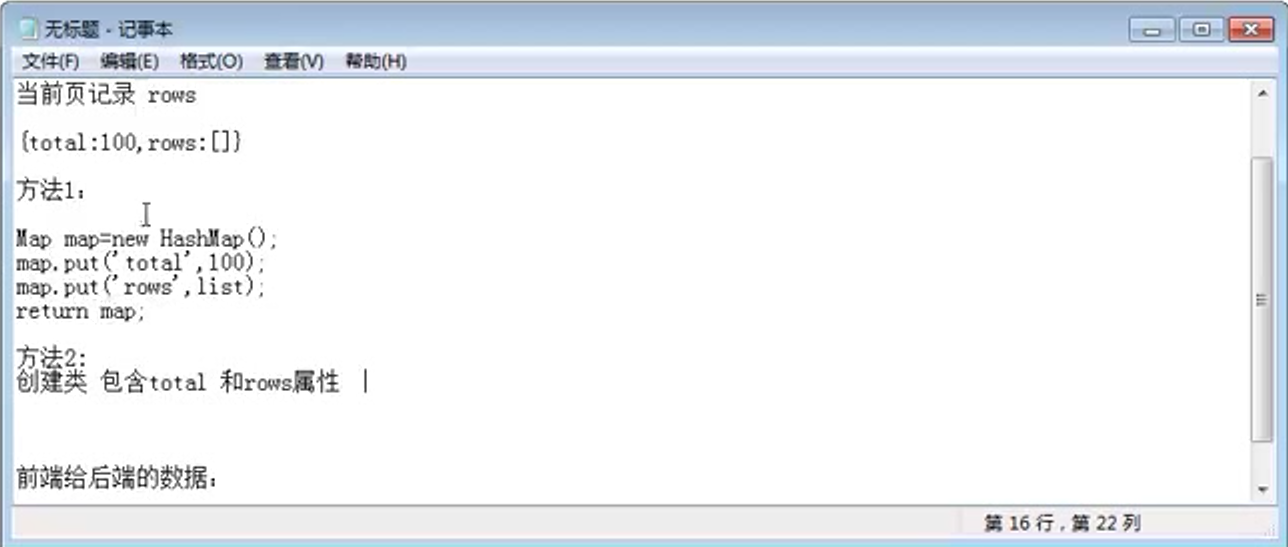 无标题 - 记事本
文件(F) 编辑(E) 格式(O) 查看(V) 帮助(H)
当前页记录 rows
{total:100,rows:[]}
方法1:
Map map=new HashMap();
map.put('total',100);
map.put('rows',list);
return map;
方法2:
创建类 包含total 和rows属性
前端给后端的数据:
第 16 行，第 22 列